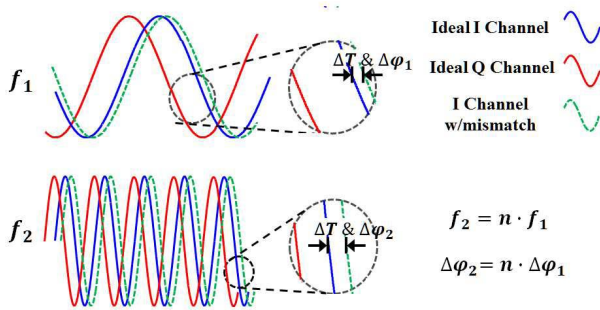 f₁
ΔT & Δφ₁
Ideal I Channel
Ideal Q Channel
I Channel
w/mismatch
f₂
ΔT & Δφ₂
f₂ = n · f₁
Δφ₂= n · Δφ₁